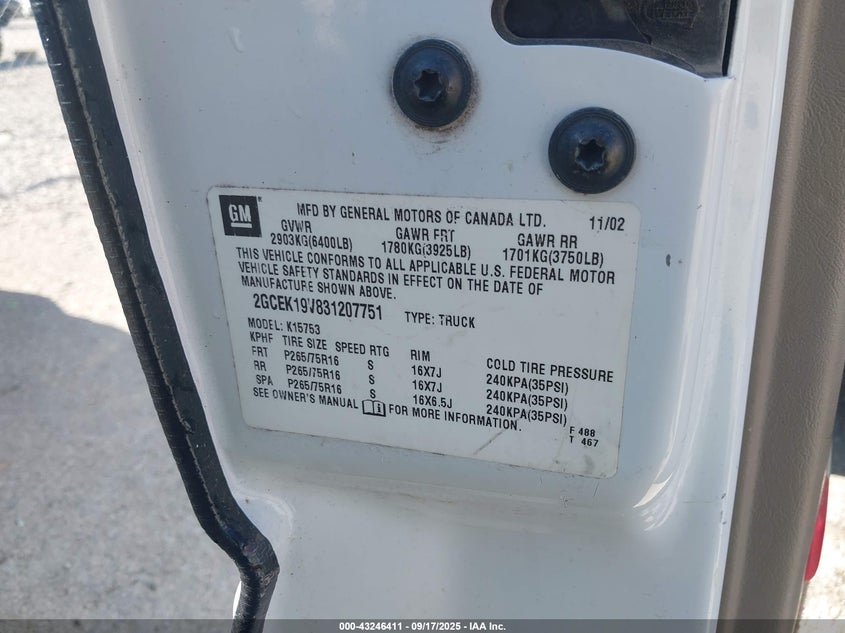 GM
MFD BY GENERAL MOTORS OF CANADA LTD. 11/02
GVWR GAWR FRT GAWR RR
2903KG(6400LB) 1780KG(3925LB) 1701KG(3750LB)
THIS VEHICLE CONFORMS TO ALL APPLICABLE U.S. FEDERAL MOTOR
VEHICLE SAFETY STANDARDS IN EFFECT ON THE DATE OF
MANUFACTURE SHOWN ABOVE.
2GCEK19V831207751 TYPE: TRUCK
MODEL: K15753
KPHF TIRE SIZE SPEED RTG RIM COLD TIRE PRESSURE
FRT P265/75R16 S 16X7J 240KPA(35PSI)
RR P265/75R16 S 16X7J 240KPA(35PSI)
SPA P265/75R16 S 16X6.5J 240KPA(35PSI)
SEE OWNER'S MANUAL FOR MORE INFORMATION.
F 488
T 467
000-43246411 - 09/17/2025 - IAA Inc.